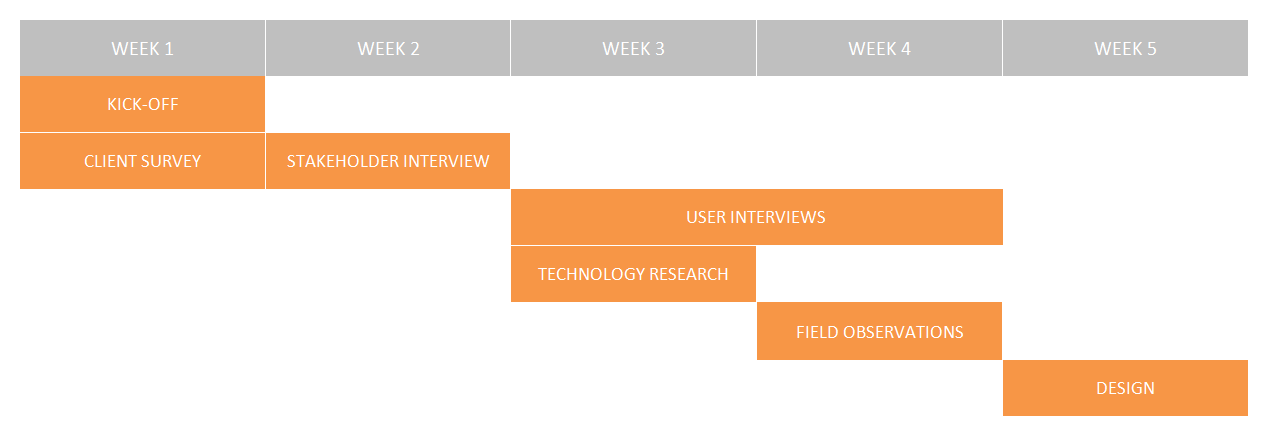 WEEK 1
WEEK 2
WEEK 3
WEEK 4
WEEK 5
KICK-OFF
CLIENT SURVEY
STAKEHOLDER INTERVIEW
USER INTERVIEWS
TECHNOLOGY RESEARCH
FIELD OBSERVATIONS
DESIGN